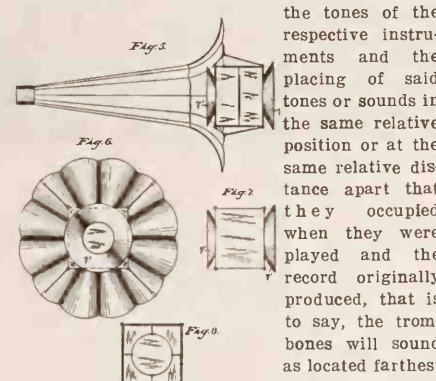 the tones of the
respective instru-
ments and the
placing of said
tones or sounds in
the same relative
position or at the
same relative dis-
tance apart that
they occupied
when they were
played and the
record originally
produced, that is
to say, the trom-
bones will sound
as located farthes
Fig. 5.
Fig. 6.
Fig. 7.
Fig. 8.
r'
r
r'